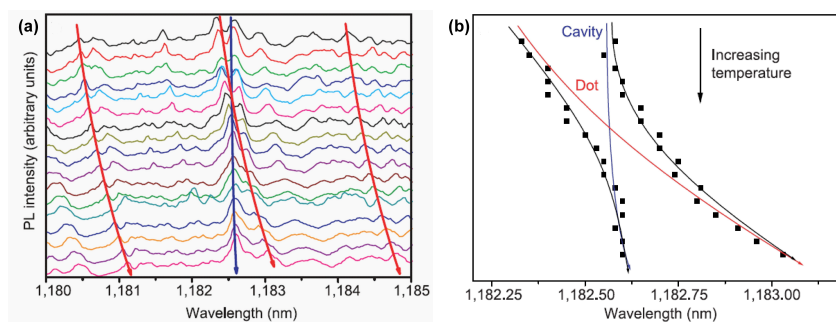 (a)
PL intensity (arbitrary units)
1,180 1,181 1,182 1,183 1,184 1,185
Wavelength (nm)
(b)
Cavity
Dot
Increasing
temperature
1,182.25 1,182.50 1,182.75 1,183.00
Wavelength (nm)